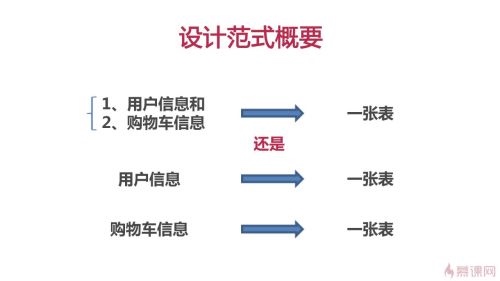 设计范式概要
1、用户信息和
2、购物车信息
一张表
还是
用户信息
一张表
购物车信息
一张表
慕课网